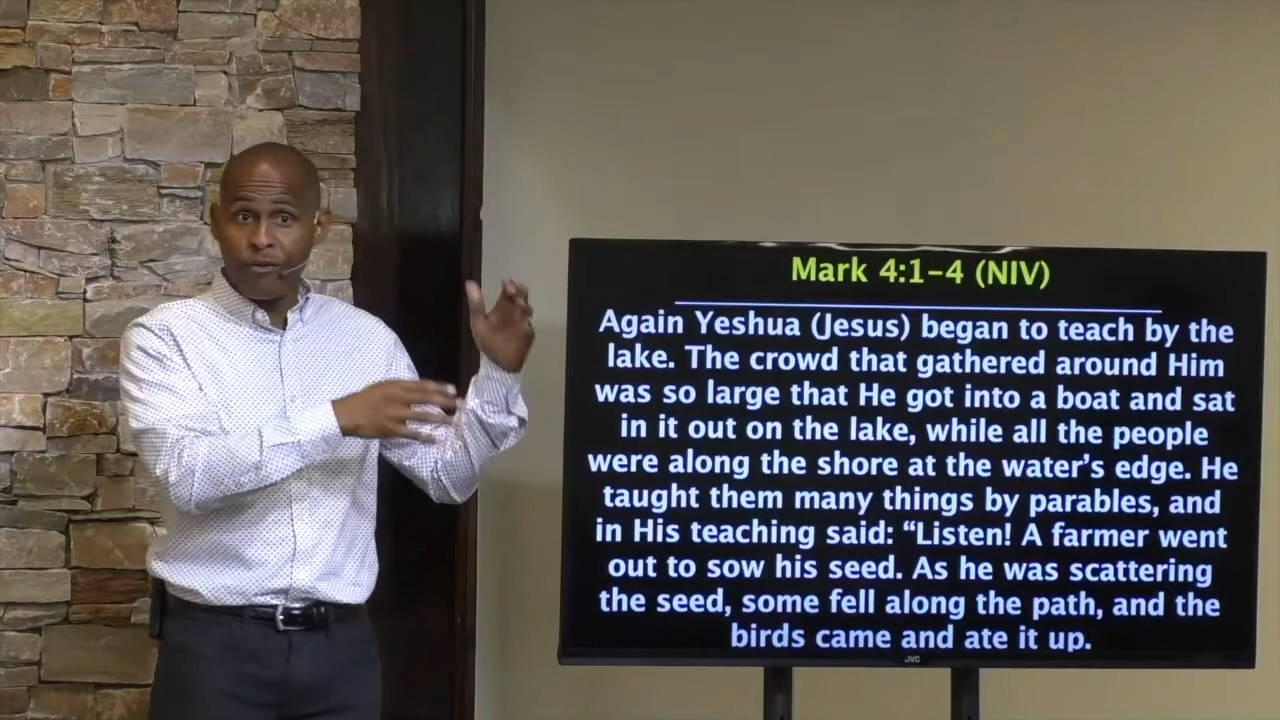 Mark 4:1-4 (NIV)
Again Yeshua (Jesus) began to teach by the
lake. The crowd that gathered around Him
was so large that He got into a boat and sat
in it out on the lake, while all the people
were along the shore at the water's edge. He
taught them many things by parables, and
in His teaching said: “Listen! A farmer went
out to sow his seed. As he was scattering
the seed, some fell along the path, and the
birds came and ate it up.
JVC